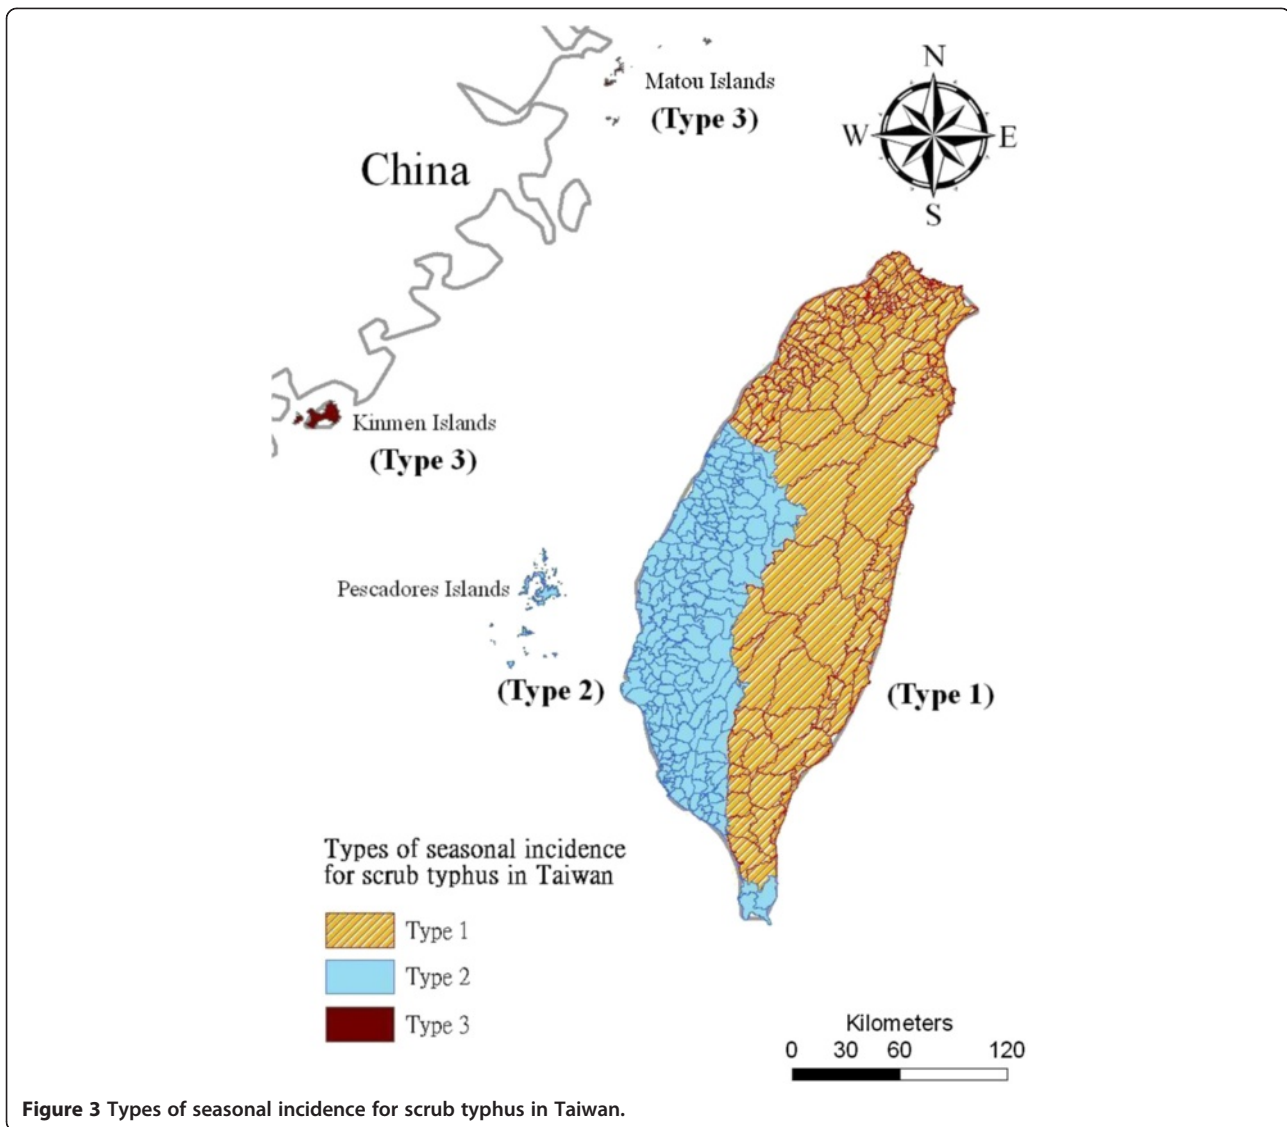 Matou Islands
(Type 3)
China
N
W
E
S
Kinmen Islands
(Type 3)
Pescadores Islands
(Type 2)
(Type 1)
Types of seasonal incidence
for scrub typhus in Taiwan
Type 1
Type 2
Type 3
Kilometers
0 30 60 120
Figure 3 Types of seasonal incidence for scrub typhus in Taiwan.